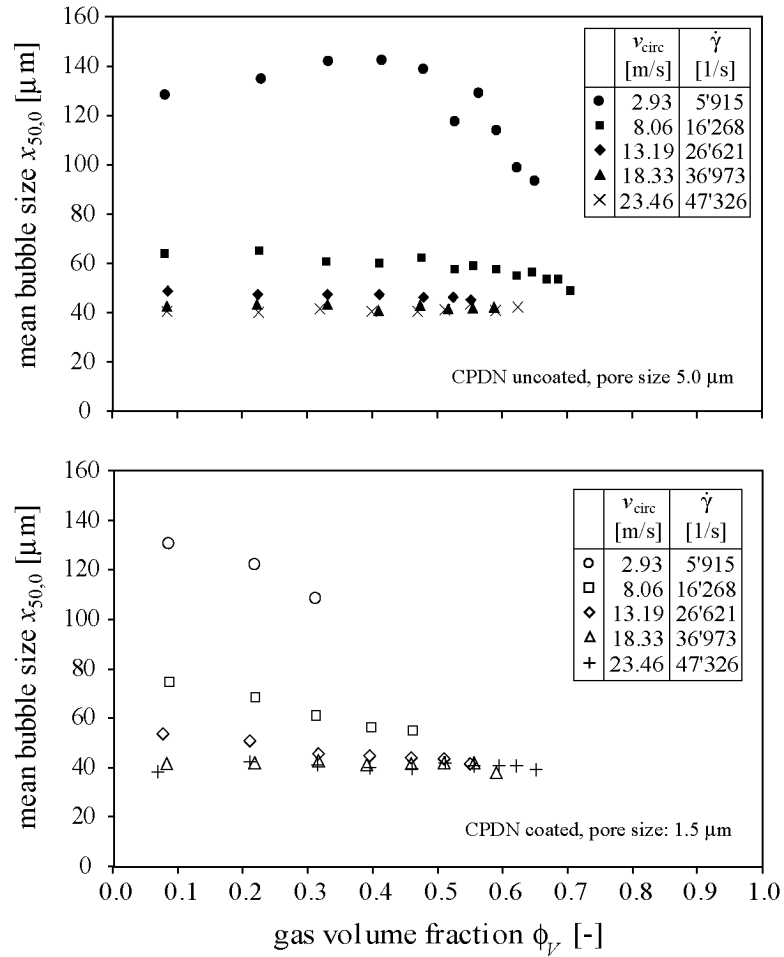 mean bubble size x50,0 [μm]
160
140
120
100
80
60
40
20
0
v_circ γ̇
[m/s] [1/s]
● 2.93 5'915
■ 8.06 16'268
◆ 13.19 26'621
▲ 18.33 36'973
× 23.46 47'326
CPDN uncoated, pore size 5.0 μm
mean bubble size x50,0 [μm]
160
140
120
100
80
60
40
20
0
v_circ γ̇
[m/s] [1/s]
○ 2.93 5'915
□ 8.06 16'268
◇ 13.19 26'621
△ 18.33 36'973
+ 23.46 47'326
CPDN coated, pore size: 1.5 μm
0.0 0.1 0.2 0.3 0.4 0.5 0.6 0.7 0.8 0.9 1.0
gas volume fraction ϕV [-]